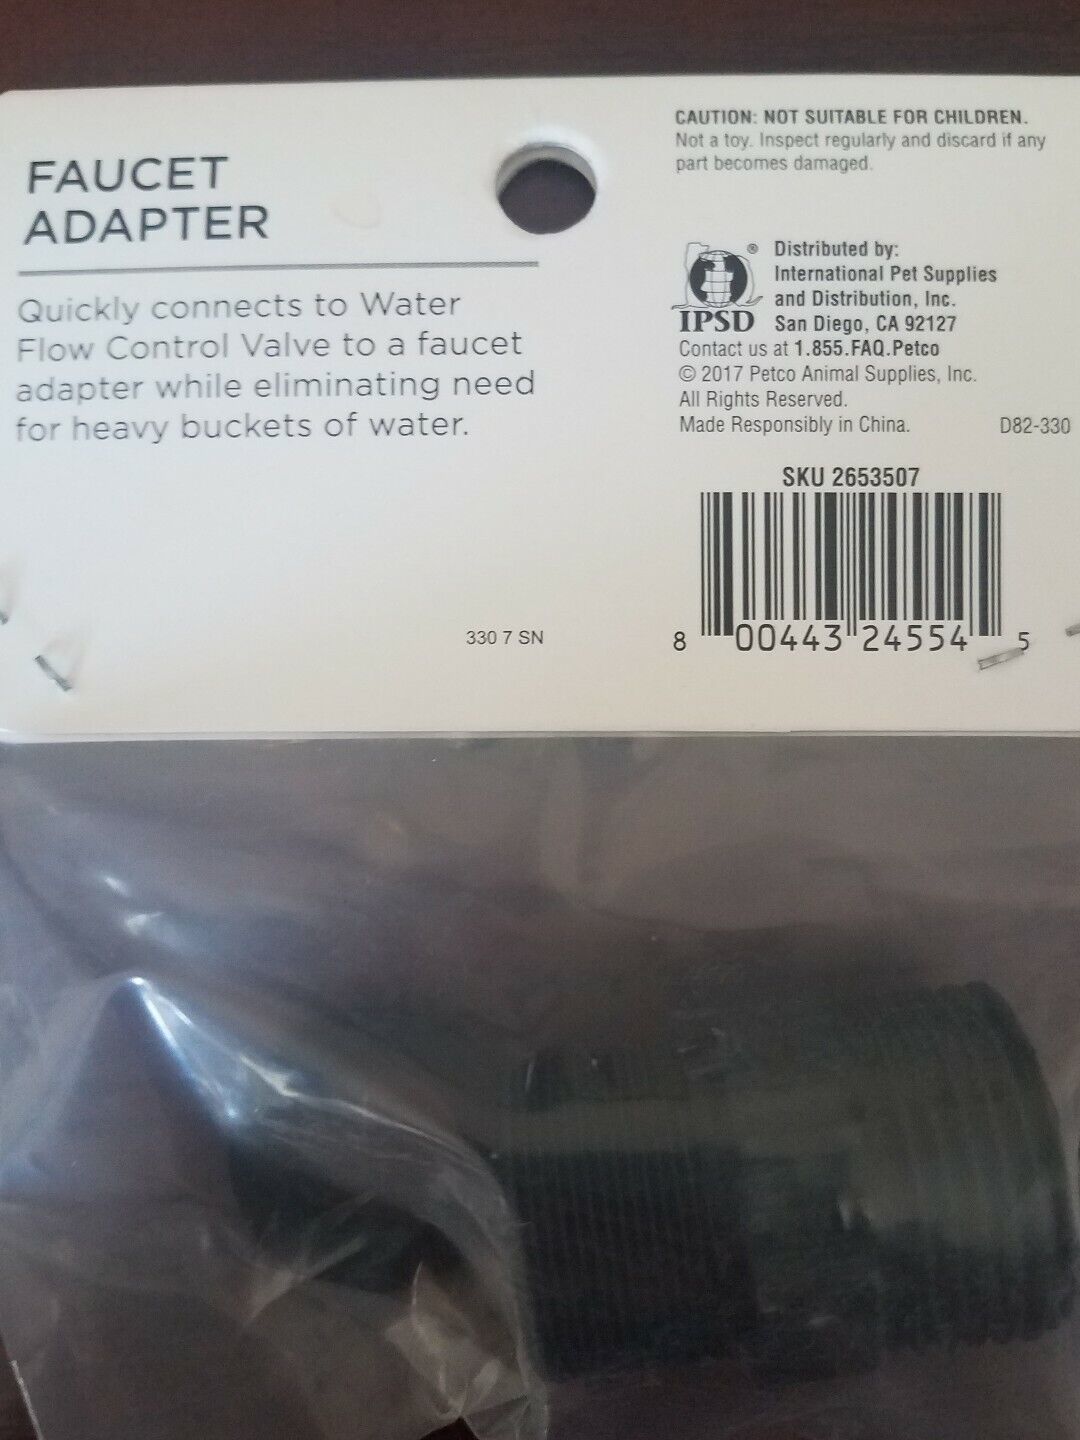 FAUCET
ADAPTER
Quickly connects to Water
Flow Control Valve to a faucet
adapter while eliminating need
for heavy buckets of water.
330 7 SN
CAUTION: NOT SUITABLE FOR CHILDREN.
Not a toy. Inspect regularly and discard if any
part becomes damaged.
®
IPSD
Distributed by:
International Pet Supplies
and Distribution, Inc.
San Diego, CA 92127
Contact us at 1.855.FAQ.Petco
© 2017 Petco Animal Supplies, Inc.
All Rights Reserved.
Made Responsibly in China. D82-330
SKU 2653507
8 00443 24554 5